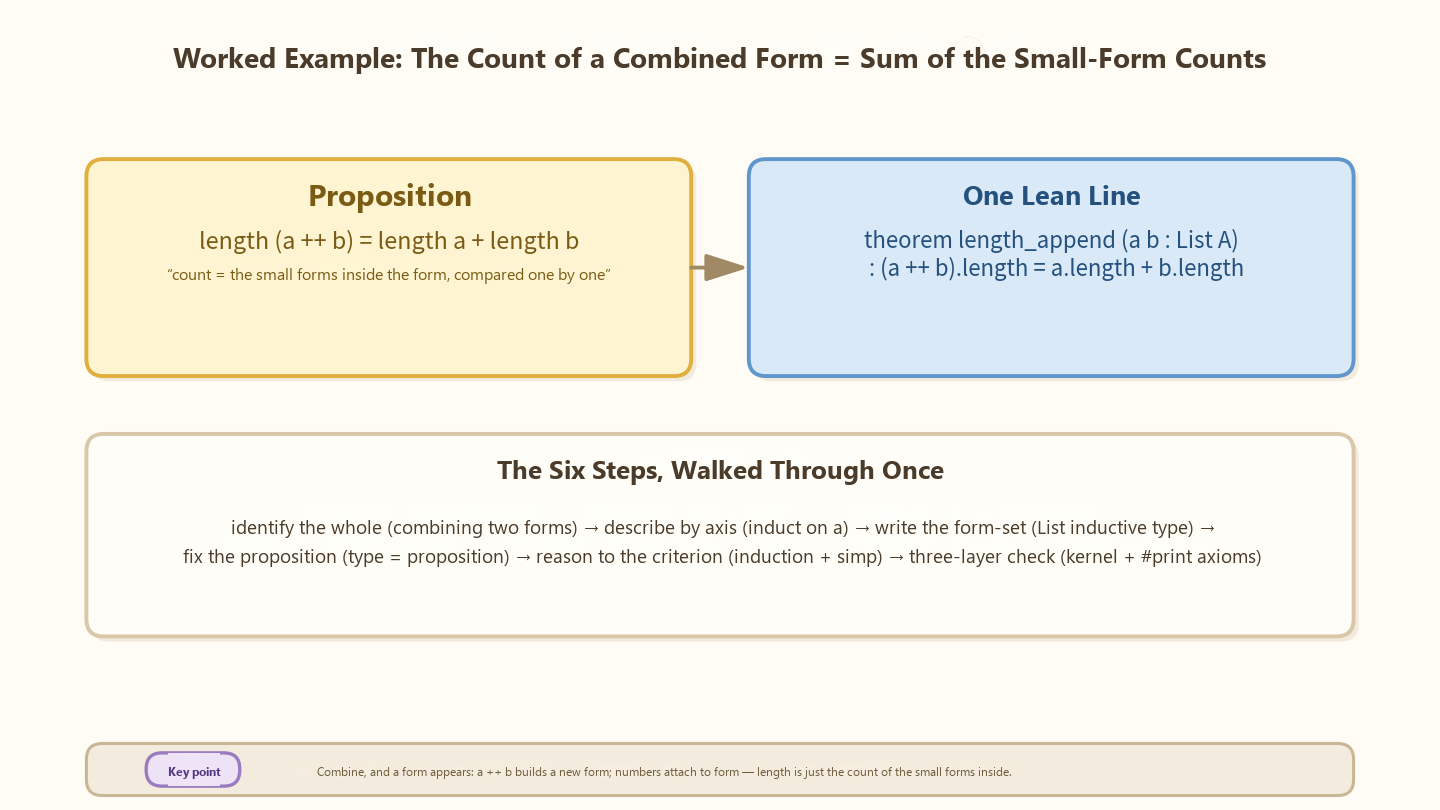 Worked Example: The Count of a Combined Form = Sum of the Small-Form Counts
Proposition
length (a ++ b) = length a + length b
“count = the small forms inside the form, compared one by one”
One Lean Line
theorem length_append (a b : List A)
: (a ++ b).length = a.length + b.length
The Six Steps, Walked Through Once
identify the whole (combining two forms) → describe by axis (induct on a) → write the form-set (List inductive type) →
fix the proposition (type = proposition) → reason to the criterion (induction + simp) → three-layer check (kernel + #print axioms)
Key point
Combine, and a form appears: a ++ b builds a new form; numbers attach to form — length is just the count of the small forms inside.